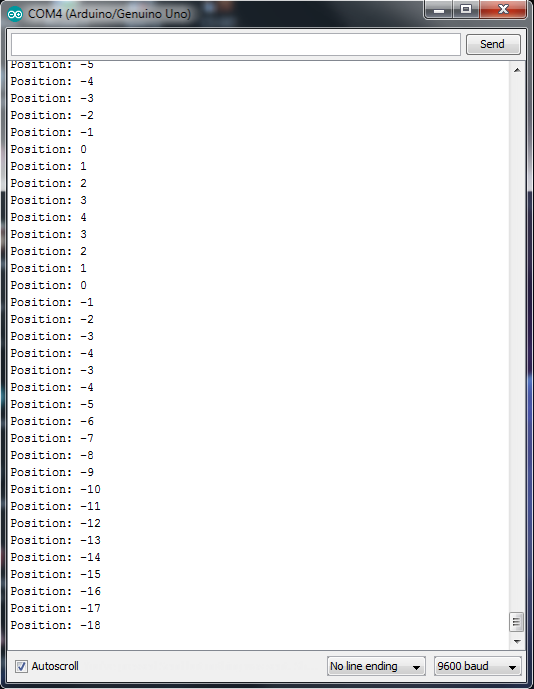 COM4 (Arduino/Genuino Uno)
Send
Position: -5
Position: -4
Position: -3
Position: -2
Position: -1
Position: 0
Position: 1
Position: 2
Position: 3
Position: 4
Position: 3
Position: 2
Position: 1
Position: 0
Position: -1
Position: -2
Position: -3
Position: -4
Position: -3
Position: -4
Position: -5
Position: -6
Position: -7
Position: -8
Position: -9
Position: -10
Position: -11
Position: -12
Position: -13
Position: -14
Position: -15
Position: -16
Position: -17
Position: -18
Autoscroll
No line ending
9600 baud